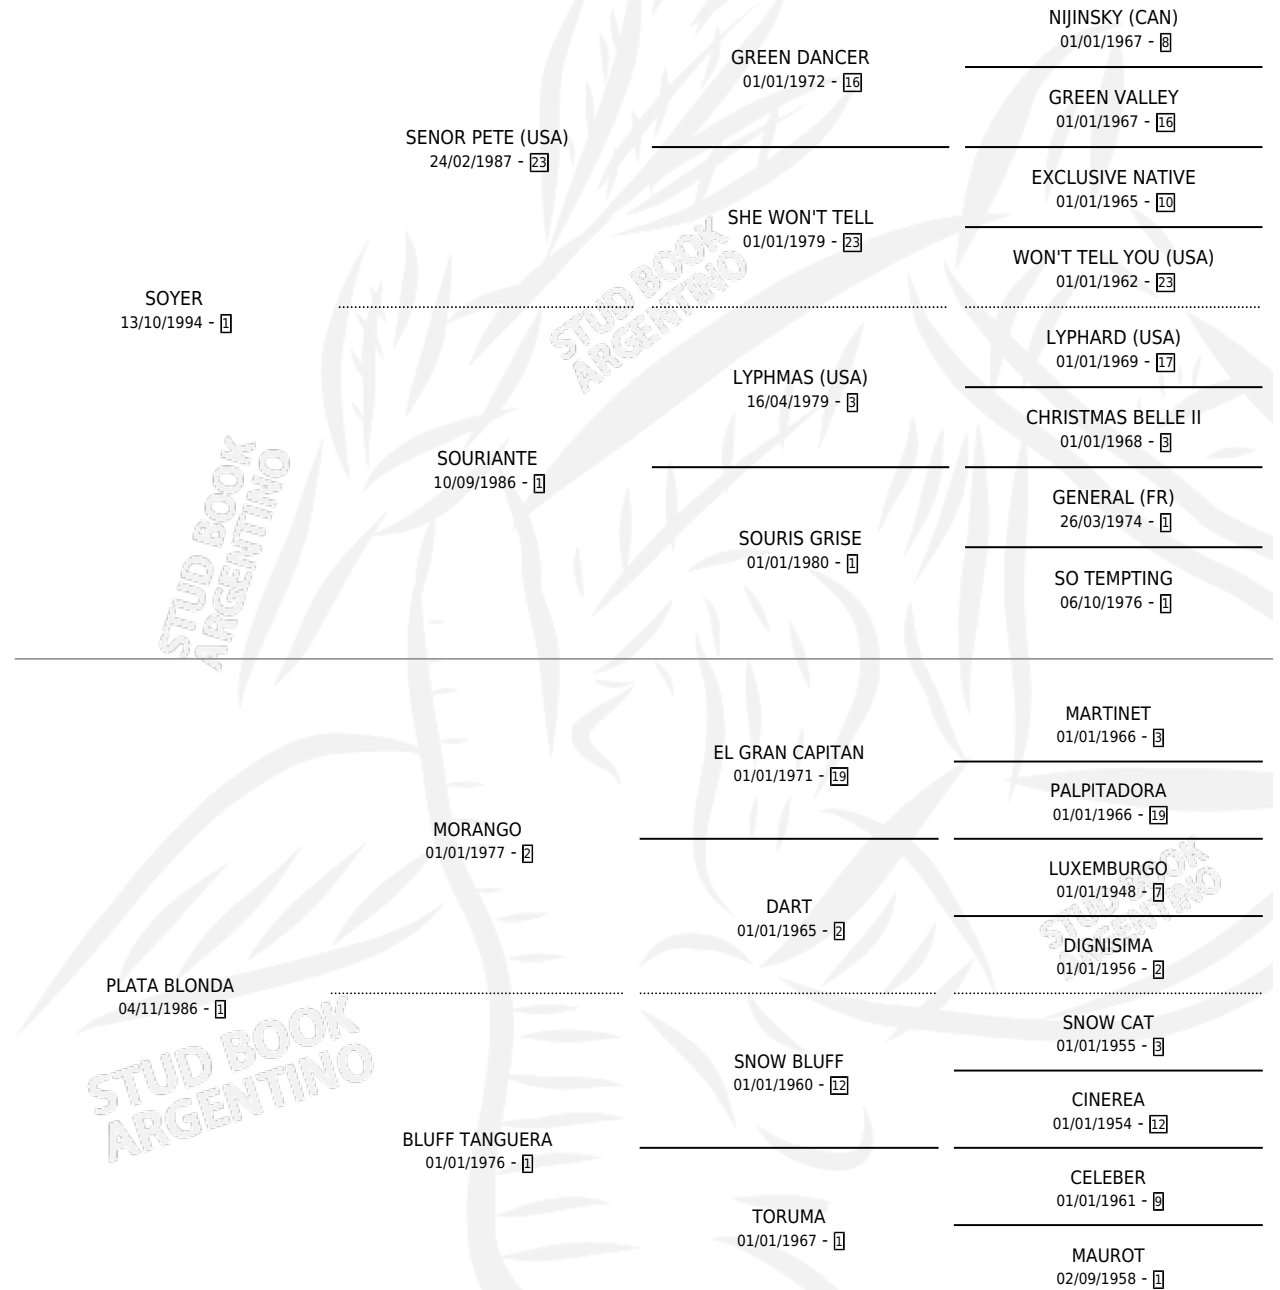 NIJINSKY (CAN)
01/01/1967 - 8
GREEN DANCER
01/01/1972 - 16
GREEN VALLEY
01/01/1967 - 16
SENOR PETE (USA)
24/02/1987 - 23
EXCLUSIVE NATIVE
01/01/1965 - 10
SHE WON'T TELL
01/01/1979 - 23
WON'T TELL YOU (USA)
01/01/1962 - 23
SOYER
13/10/1994 - 1
LYPHARD (USA)
01/01/1969 - 17
LYPHMAS (USA)
16/04/1979 - 3
CHRISTMAS BELLE II
01/01/1968 - 3
SOURIANTE
10/09/1986 - 1
GENERAL (FR)
26/03/1974 - 1
SOURIS GRISE
01/01/1980 - 1
SO TEMPTING
06/10/1976 - 1
MARTINET
01/01/1966 - 3
EL GRAN CAPITAN
01/01/1971 - 19
PALPITADORA
01/01/1966 - 19
MORANGO
01/01/1977 - 2
LUXEMBURGO
01/01/1948 - 7
DART
01/01/1965 - 2
DIGNISIMA
01/01/1956 - 2
PLATA BLONDA
04/11/1986 - 1
SNOW CAT
01/01/1955 - 3
SNOW BLUFF
01/01/1960 - 12
CINEREA
01/01/1954 - 12
BLUFF TANGUERA
01/01/1976 - 1
CELEBER
01/01/1961 - 9
TORUMA
01/01/1967 - 1
MAUROT
02/09/1958 - 1
STUD BOOK
ARGENTINO
STUD BOOK
ARGENTINO
STUD BOOK
ARGENTINO
STUD BOOK
ARGENTINO